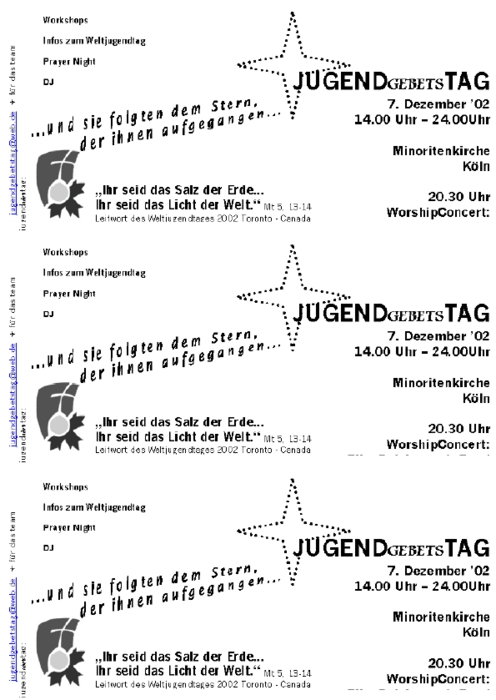 Workshops
Infos zum Weltjugendtag
Prayer Night
DJ
JUGENDGEBETSTAG
7. Dezember '02
14.00 Uhr – 24.00Uhr
Minoritenkirche
Köln
20.30 Uhr
WorshipConcert:
...und sie folgten dem Stern,
der ihnen aufgegangen...
„Ihr seid das Salz der Erde...
Ihr seid das Licht der Welt.“ Mt 5, 13-14
Leitwort des Weltjugendtages 2002 Toronto - Canada
jugendgebetstag@web.de + für das team
Workshops
Infos zum Weltjugendtag
Prayer Night
DJ
JUGENDGEBETSTAG
7. Dezember '02
14.00 Uhr – 24.00Uhr
Minoritenkirche
Köln
20.30 Uhr
WorshipConcert:
...und sie folgten dem Stern,
der ihnen aufgegangen...
„Ihr seid das Salz der Erde...
Ihr seid das Licht der Welt.“ Mt 5, 13-14
Leitwort des Weltjugendtages 2002 Toronto - Canada
jugendgebetstag@web.de + für das team
Workshops
Infos zum Weltjugendtag
Prayer Night
DJ
JUGENDGEBETSTAG
7. Dezember '02
14.00 Uhr – 24.00Uhr
Minoritenkirche
Köln
20.30 Uhr
WorshipConcert:
...und sie folgten dem Stern,
der ihnen aufgegangen...
„Ihr seid das Salz der Erde...
Ihr seid das Licht der Welt.“ Mt 5, 13-14
Leitwort des Weltjugendtages 2002 Toronto - Canada
jugendgebetstag@web.de + für das team